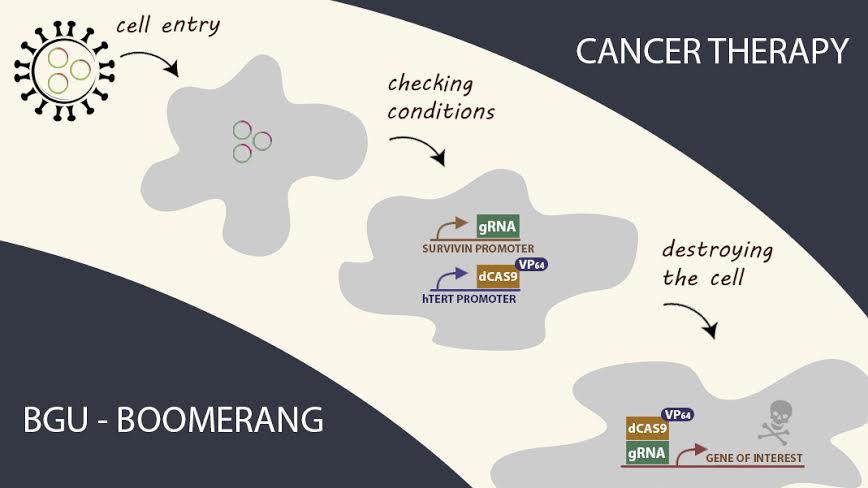 cell entry
CANCER THERAPY
checking
conditions
gRNA
SURVIVIN PROMOTER
VP64
dCAS9
hTERT PROMOTER
destroying
the cell
BGU - BOOMERANG
VP64
dCAS9
gRNA
GENE OF INTEREST